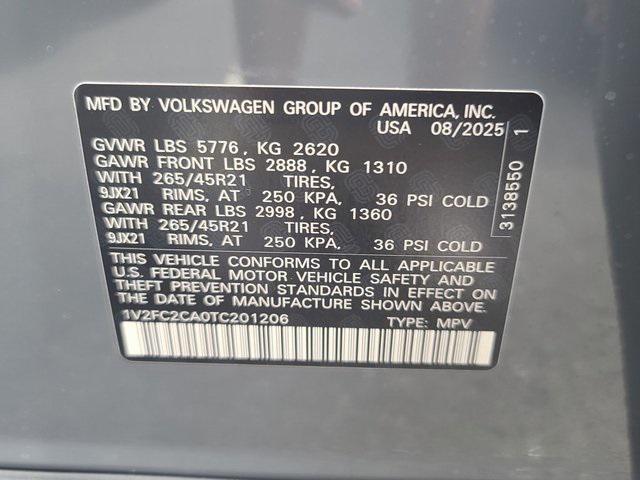 MFD BY VOLKSWAGEN GROUP OF AMERICA, INC.
USA 08/2025
GVWR LBS 5776, KG 2620
GAWR FRONT LBS 2888, KG 1310
WITH 265/45R21 TIRES,
9JX21 RIMS, AT 250 KPA, 36 PSI COLD
GAWR REAR LBS 2998, KG 1360
WITH 265/45R21 TIRES,
9JX21 RIMS, AT 250 KPA, 36 PSI COLD
THIS VEHICLE CONFORMS TO ALL APPLICABLE
U.S. FEDERAL MOTOR VEHICLE SAFETY AND
THEFT PREVENTION STANDARDS IN EFFECT ON
THE DATE OF MANUFACTURE SHOWN ABOVE.
1V2FC2CA0TC201206 TYPE: MPV
3138550 1